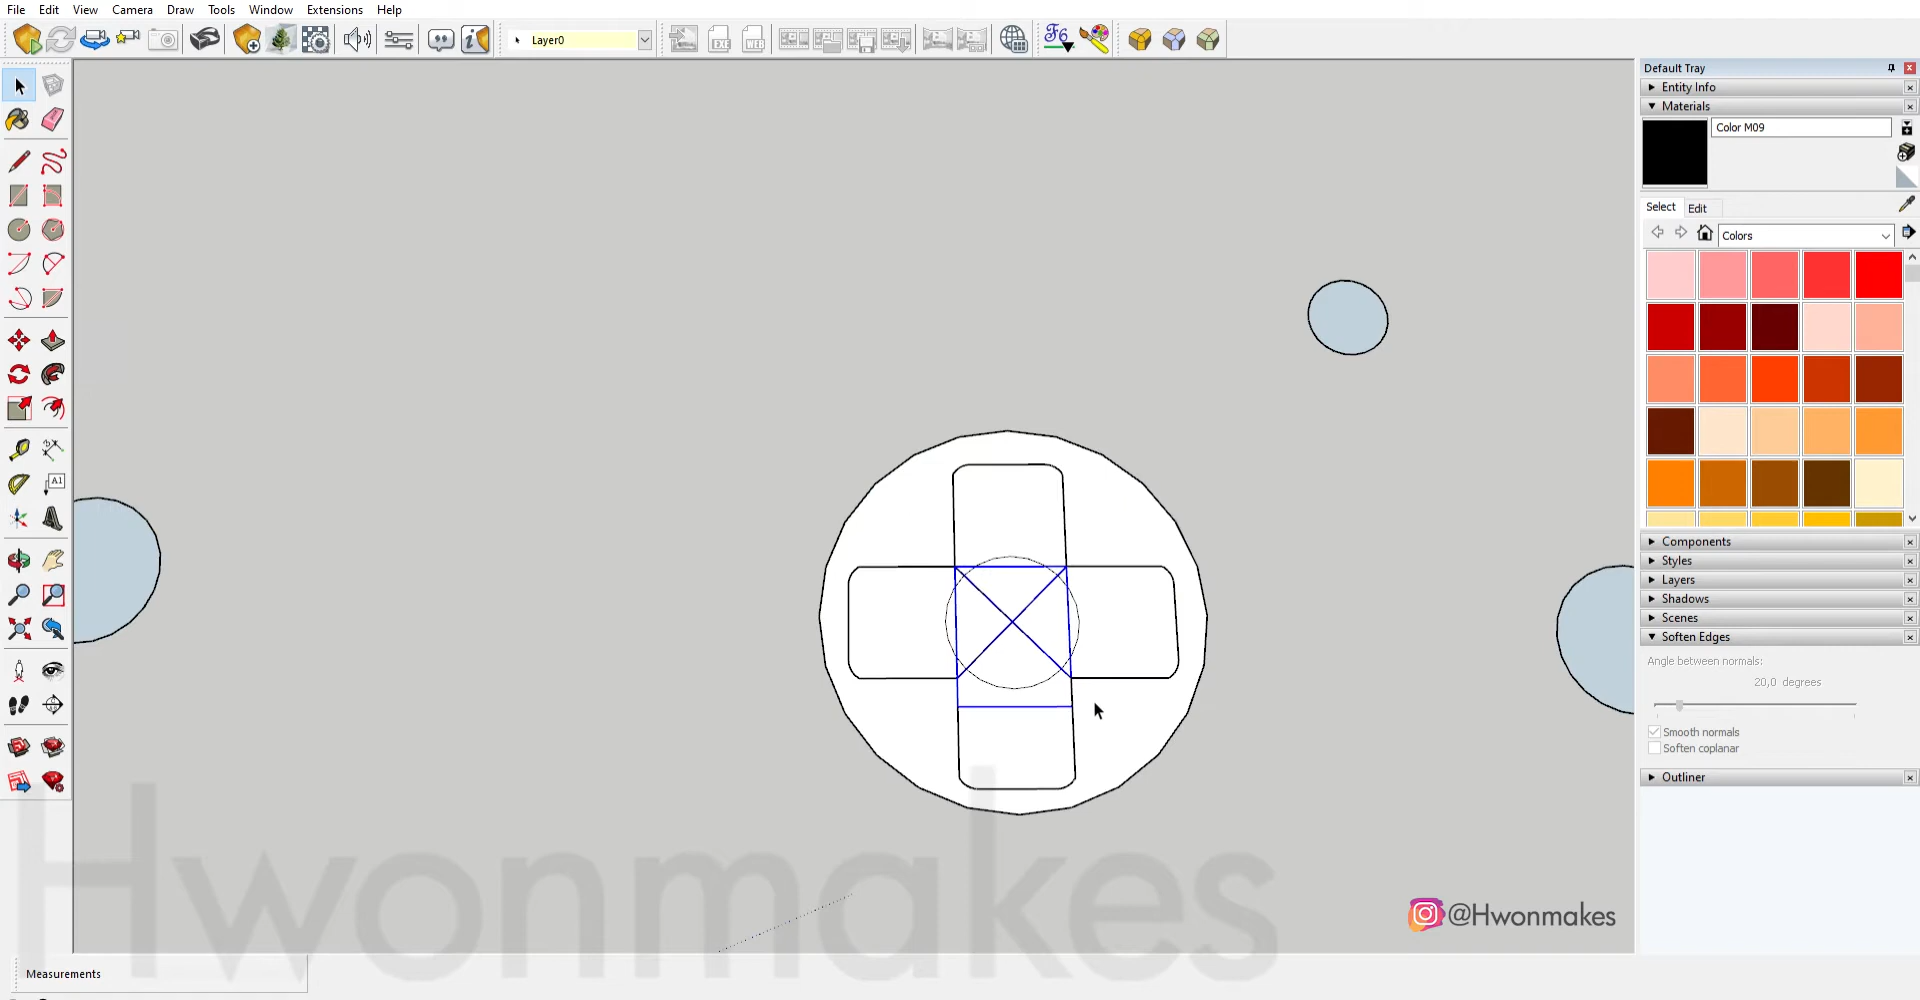 File Edit View Camera Draw Tools Window Extensions Help
Layer0
Default Tray
Entity Info
Materials
Color M09
Select Edit
Colors
Components
Styles
Layers
Shadows
Scenes
Soften Edges
Angle between normals:
20,0 degrees
Smooth normals
Soften coplanar
Outliner
Hwonmakes
@Hwonmakes
Measurements